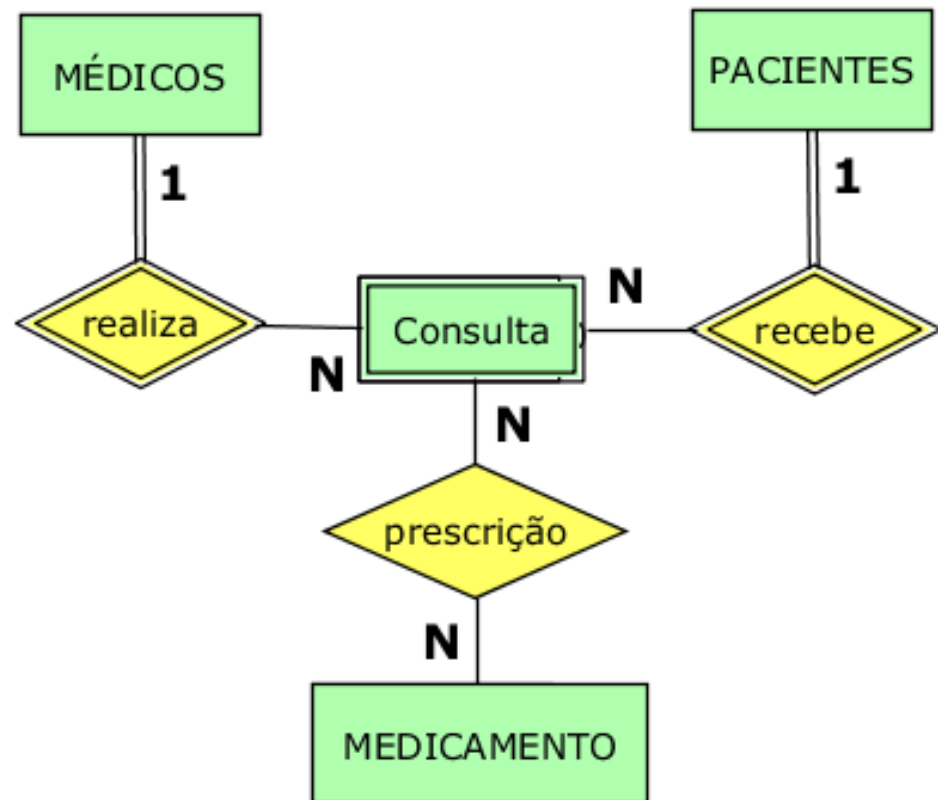 MÉDICOS
PACIENTES
1
1
realiza
N
Consulta
N
recebe
N
prescrição
N
MEDICAMENTO